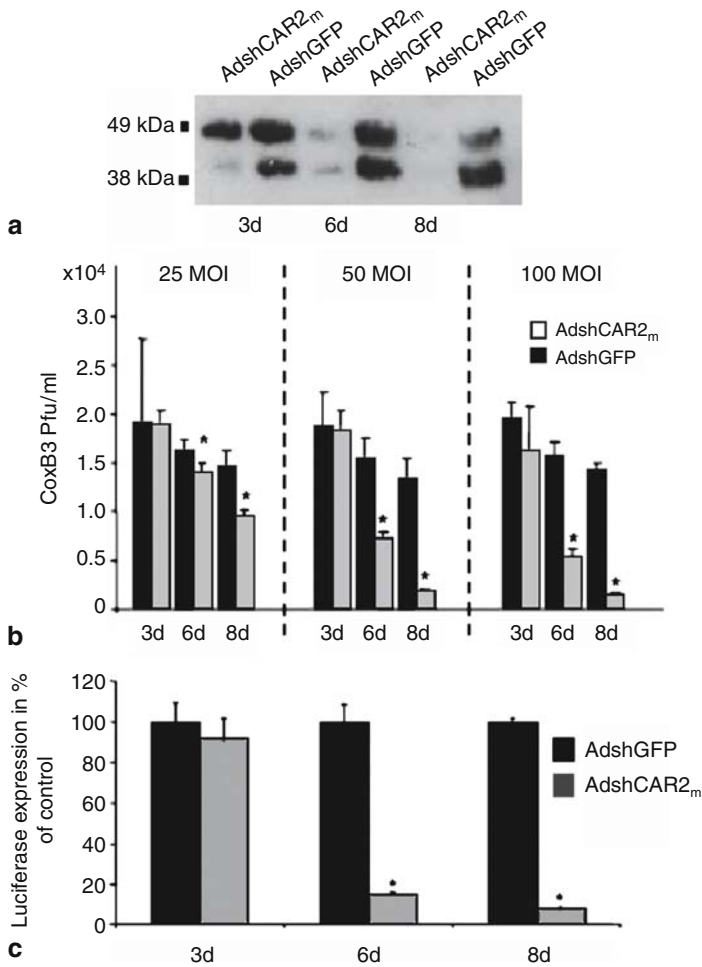 AdshCAR2m AdshGFP AdshCAR2m AdshGFP AdshCAR2m AdshGFP
49 kDa
38 kDa
3d 6d 8d
a
x10⁴ 25 MOI 50 MOI 100 MOI
CoxB3 Pfu/ml
3.0
2.5
2.0
1.5
1.0
0.5
0
AdshCAR2m
AdshGFP
* * * * * *
3d 6d 8d 3d 6d 8d 3d 6d 8d
b
Luciferase expression in %
of control
120
100
80
60
40
20
0
AdshGFP
AdshCAR2m
* *
3d 6d 8d
c